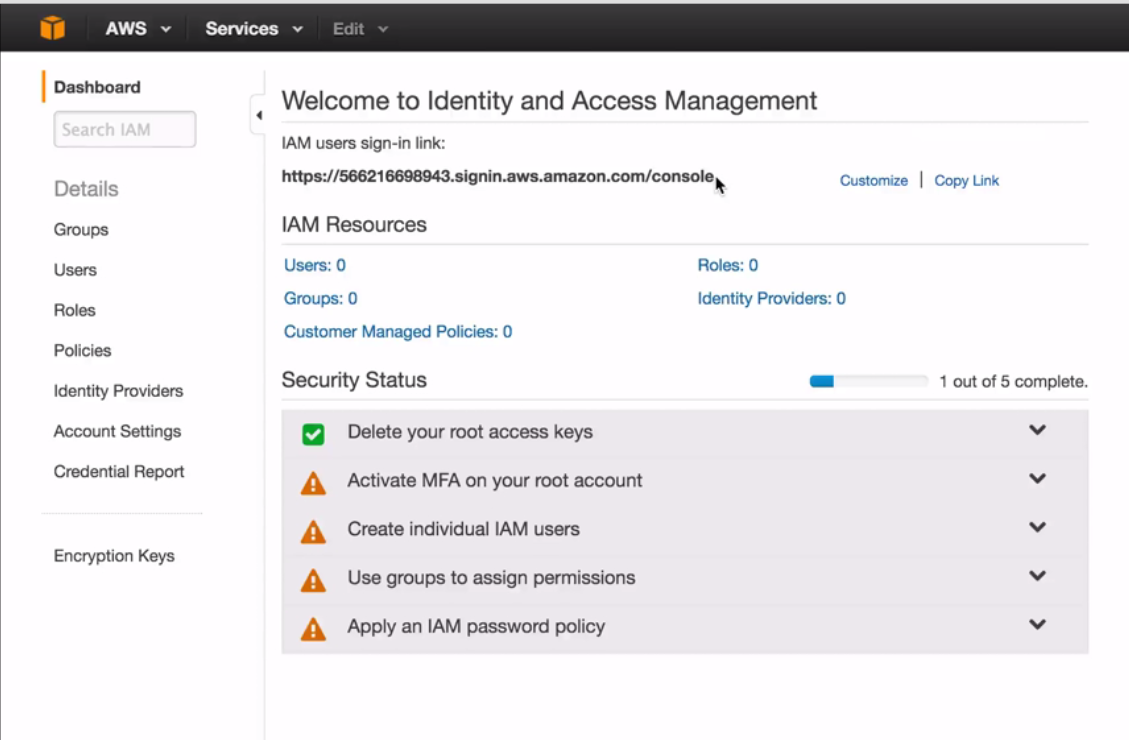 AWS Services Edit
Dashboard
Search IAM
Details
Groups
Users
Roles
Policies
Identity Providers
Account Settings
Credential Report
Encryption Keys
Welcome to Identity and Access Management
IAM users sign-in link:
https://566216698943.signin.aws.amazon.com/console
Customize | Copy Link
IAM Resources
Users: 0
Roles: 0
Groups: 0
Identity Providers: 0
Customer Managed Policies: 0
Security Status
1 out of 5 complete.
Delete your root access keys
Activate MFA on your root account
Create individual IAM users
Use groups to assign permissions
Apply an IAM password policy